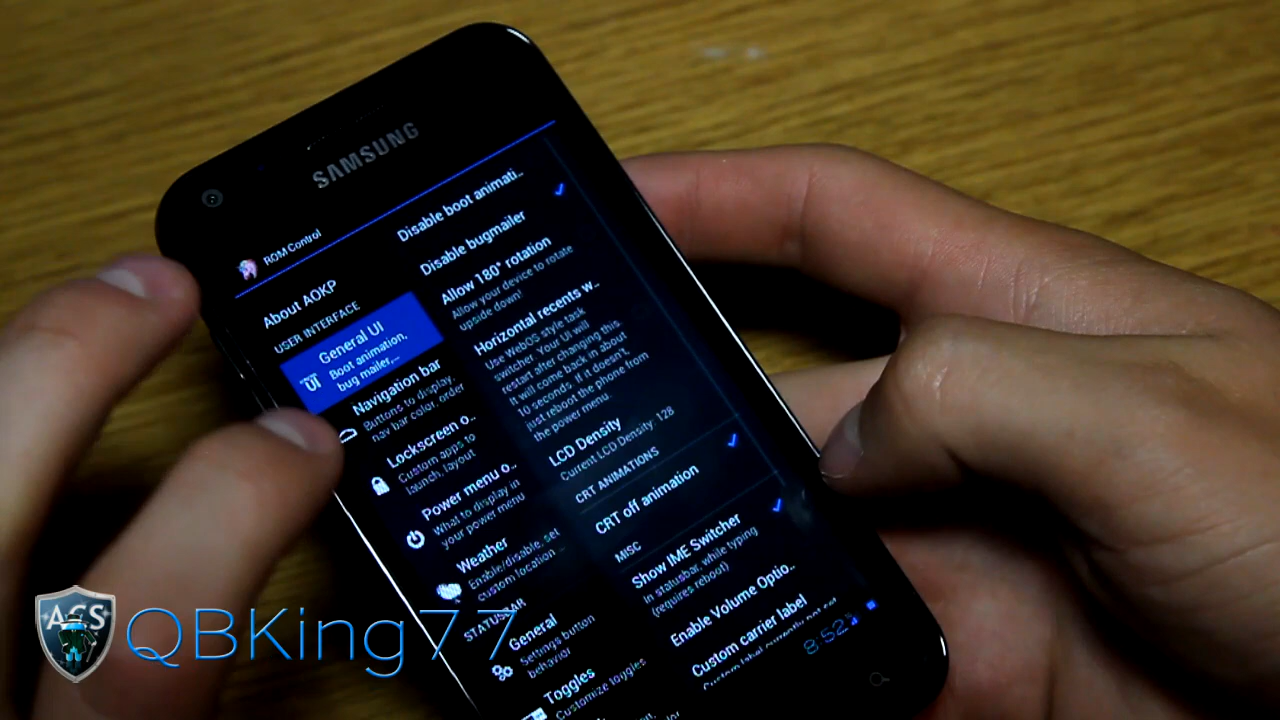 SAMSUNG
ROM Control
About AOKP
USER INTERFACE
UI
General UI
Boot animation,
bug mailer,...
Navigation bar
Buttons to display,
nav bar color, order
Lockscreen o..
Custom apps to
launch, layout
Power menu o..
What to display in
your power menu
Weather
Enable/disable, set
custom location ...
STATUSBAR
General
Settings button
behavior
Toggles
Customize toggles
Disable boot animati..
Disable bugmailer
Allow 180° rotation
Allow your device to rotate
upside down!
Horizontal recents w..
Use WebOS style task
switcher. Your UI will
restart after changing this
It will come back in about
10 seconds. If it doesn't,
just reboot the phone from
the power menu.
LCD Density
Current LCD Density: 128
CRT ANIMATIONS
CRT off animation
MISC
Show IME Switcher
In statusbar, while typing
(requires reboot)
Enable Volume Optio..
Custom carrier label
Custom label currently not set
8:52
ACS
QBKing77